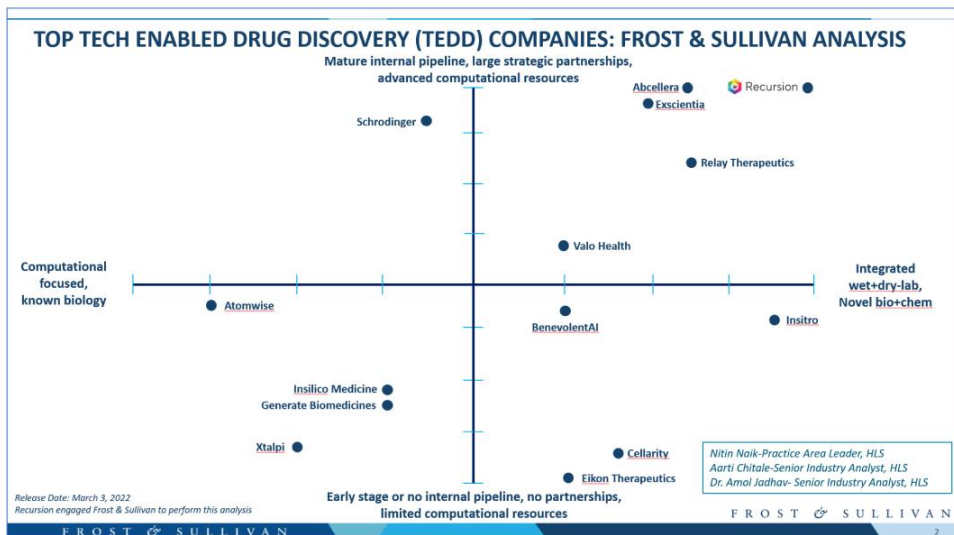 TOP TECH ENABLED DRUG DISCOVERY (TEDD) COMPANIES: FROST & SULLIVAN ANALYSIS
Mature internal pipeline, large strategic partnerships,
advanced computational resources
Abcellera
Recursion
Exscientia
Schrodinger
Relay Therapeutics
Valo Health
Computational
focused,
known biology
Integrated
wet+dry-lab,
Novel bio+chem
Atomwise
BenevolentAI
Insitro
Insilico Medicine
Generate Biomedicines
Xtalpi
Cellarity
Eikon Therapeutics
Nitin Naik-Practice Area Leader, HLS
Aarti Chitale-Senior Industry Analyst, HLS
Dr. Amol Jadhav- Senior Industry Analyst, HLS
Early stage or no internal pipeline, no partnerships,
limited computational resources
Release Date: March 3, 2022
Recursion engaged Frost & Sullivan to perform this analysis
FROST & SULLIVAN
FROST & SULLIVAN
2